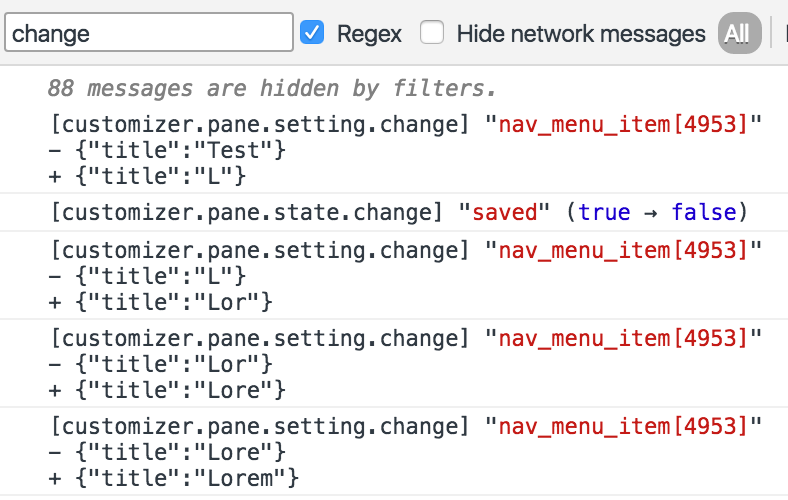 change Regex Hide network messages All
88 messages are hidden by filters.
[customizer.pane.setting.change] "nav_menu_item[4953]"
– {"title":"Test"}
+ {"title":"L"}
[customizer.pane.state.change] "saved" (true → false)
[customizer.pane.setting.change] "nav_menu_item[4953]"
– {"title":"L"}
+ {"title":"Lor"}
[customizer.pane.setting.change] "nav_menu_item[4953]"
– {"title":"Lor"}
+ {"title":"Lore"}
[customizer.pane.setting.change] "nav_menu_item[4953]"
– {"title":"Lore"}
+ {"title":"Lorem"}